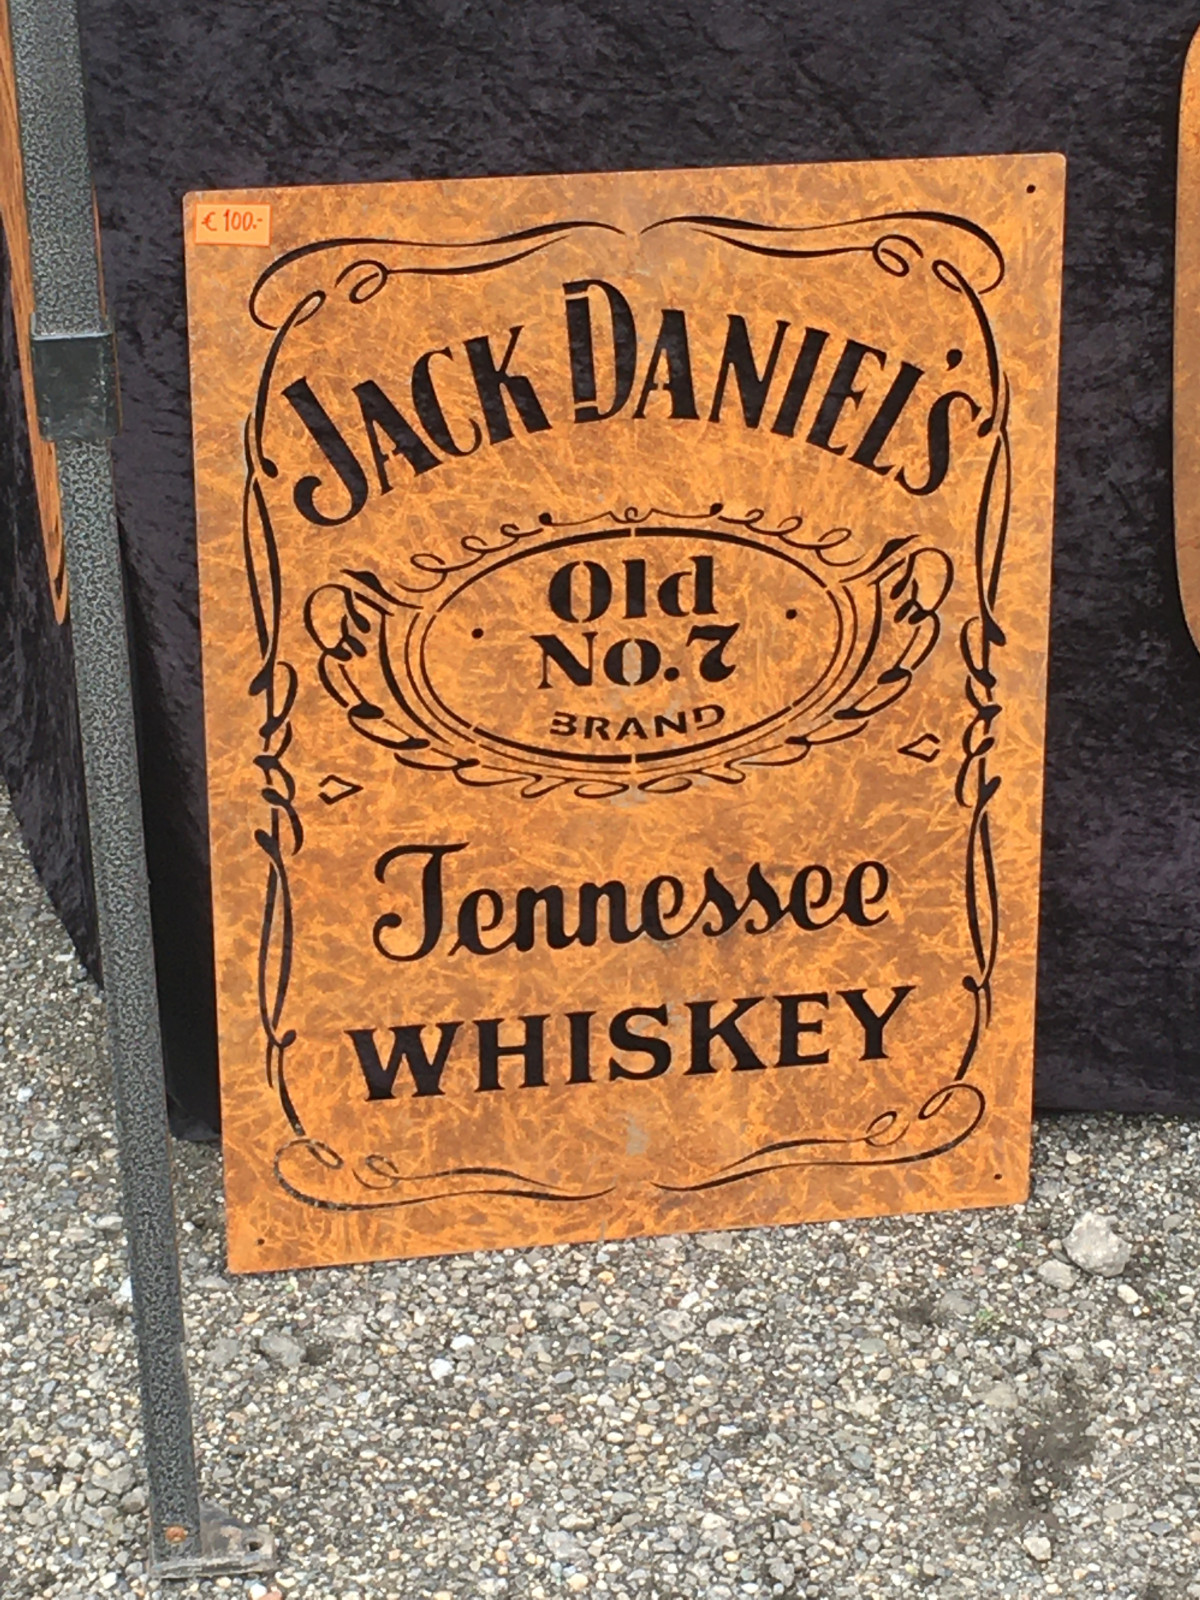 € 100.-
JACK DANIEL'S
Old
No. 7
BRAND
Tennessee
WHISKEY